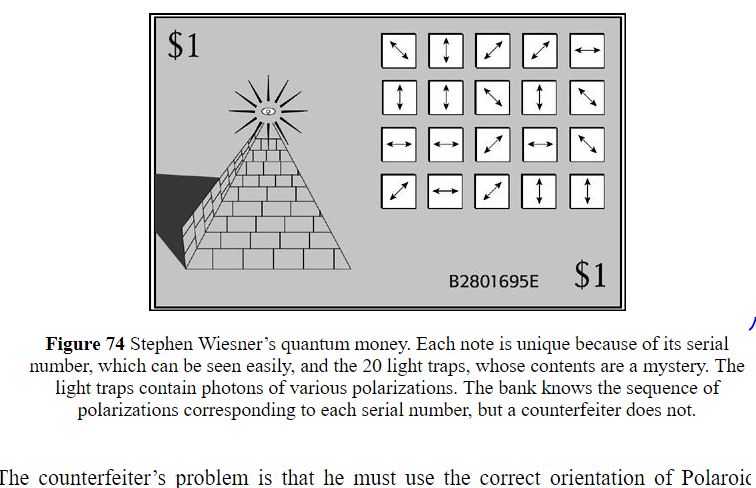 $1
B2801695E $1
Figure 74 Stephen Wiesner’s quantum money. Each note is unique because of its serial
number, which can be seen easily, and the 20 light traps, whose contents are a mystery. The
light traps contain photons of various polarizations. The bank knows the sequence of
polarizations corresponding to each serial number, but a counterfeiter does not.
The counterfeiter’s problem is that he must use the correct orientation of Polaroid